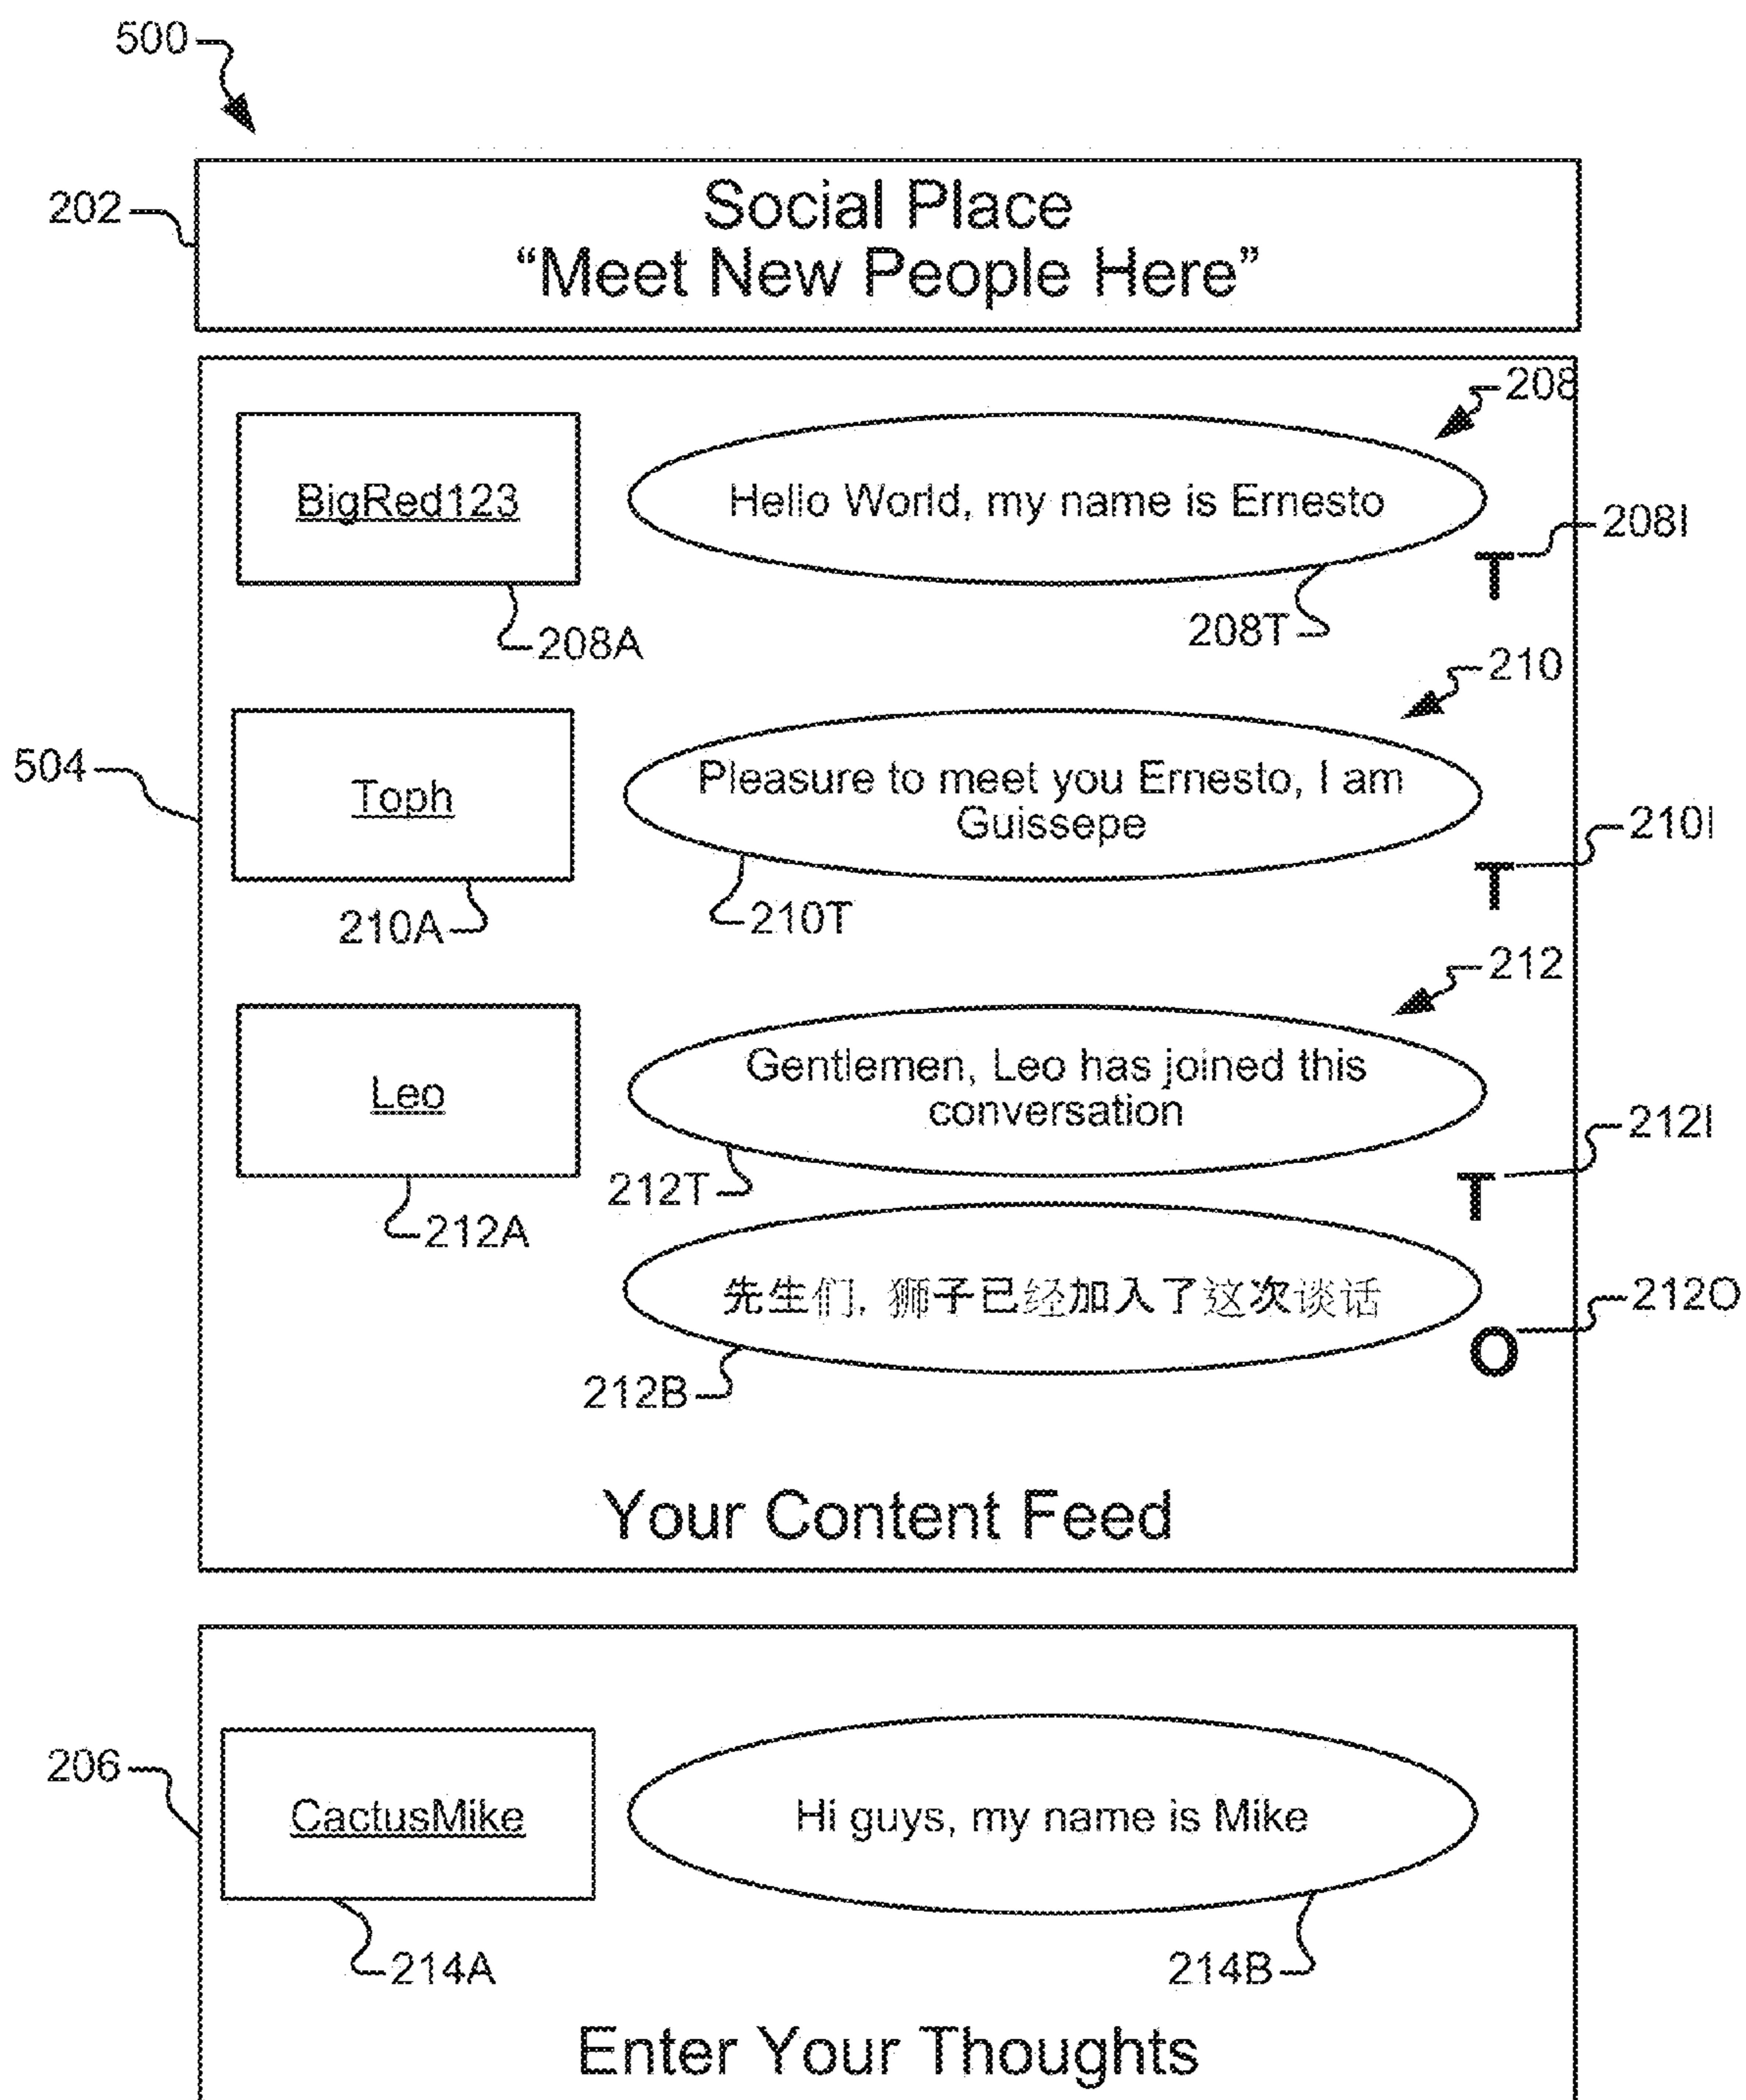 500
202
Social Place
“Meet New People Here”
208
BigRed123
Hello World, my name is Ernesto
208I
208A
208T
210
504
Toph
Pleasure to meet you Ernesto, I am
Guissepe
T
210I
210A
210T
T
212
Leo
Gentlemen, Leo has joined this
conversation
212I
212A
212T
T
先生们, 狮子已经加入了这次谈话
212O
212B
O
Your Content Feed
206
CactusMike
Hi guys, my name is Mike
214A
214B
Enter Your Thoughts